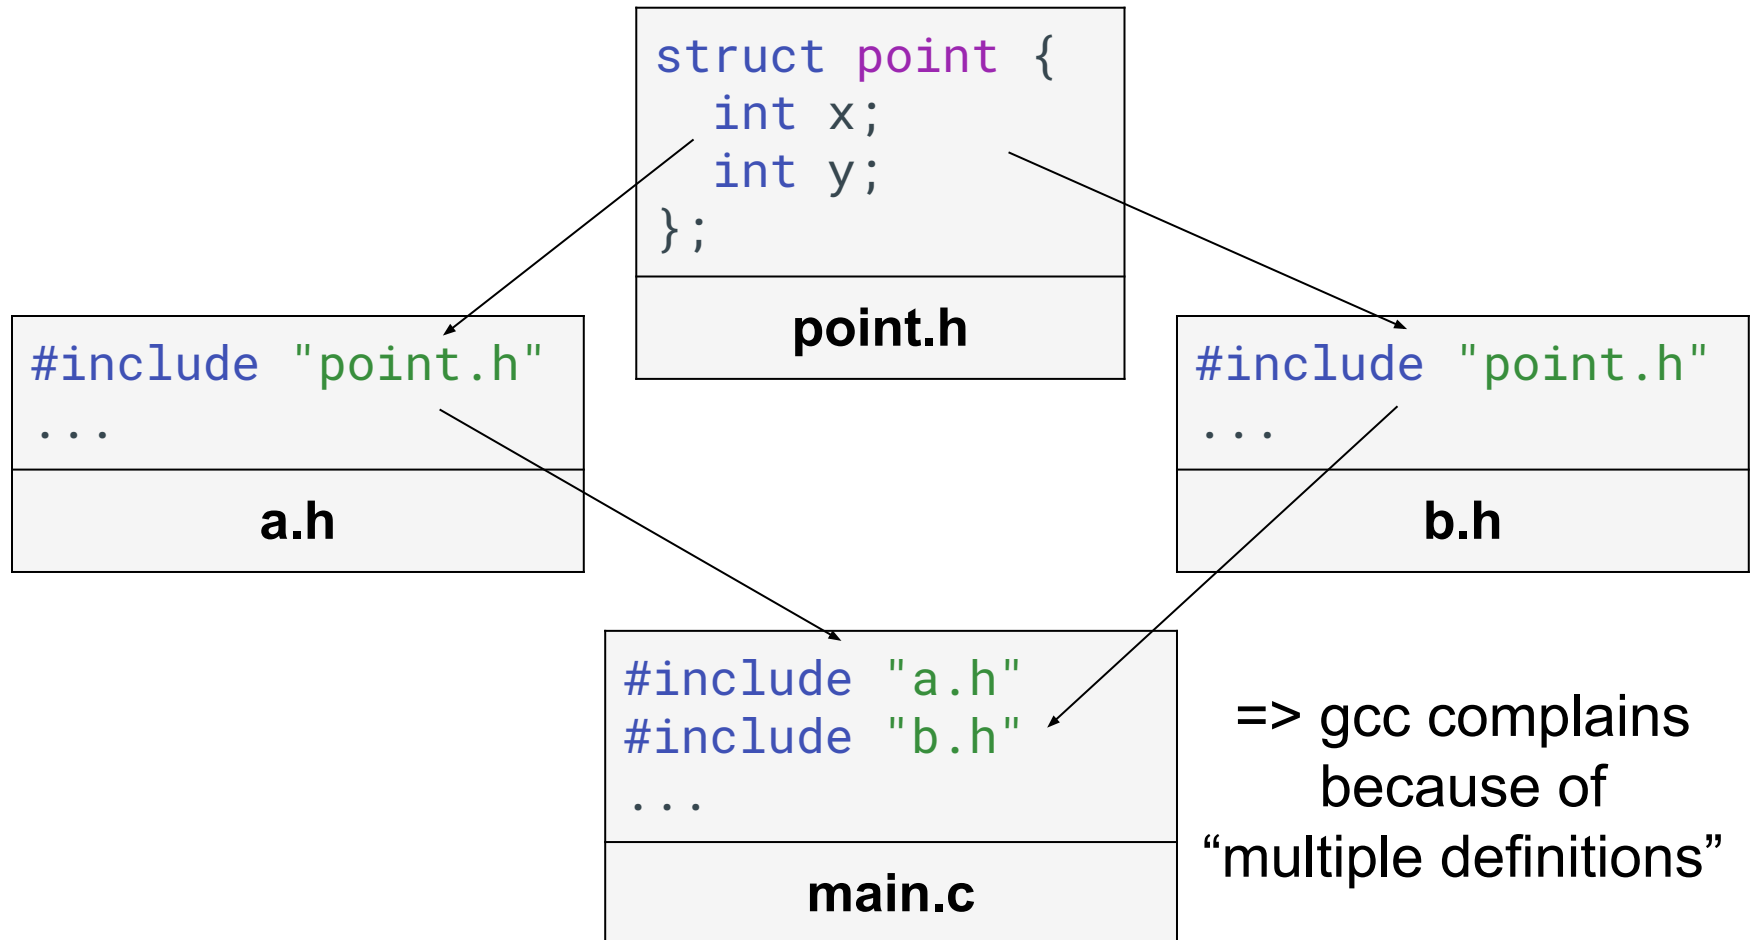 struct point {
  int x;
  int y;
};
point.h
#include "point.h"
...
a.h
#include "point.h"
...
b.h
#include "a.h"
#include "b.h"
...
main.c
=> gcc complains
because of
“multiple definitions”